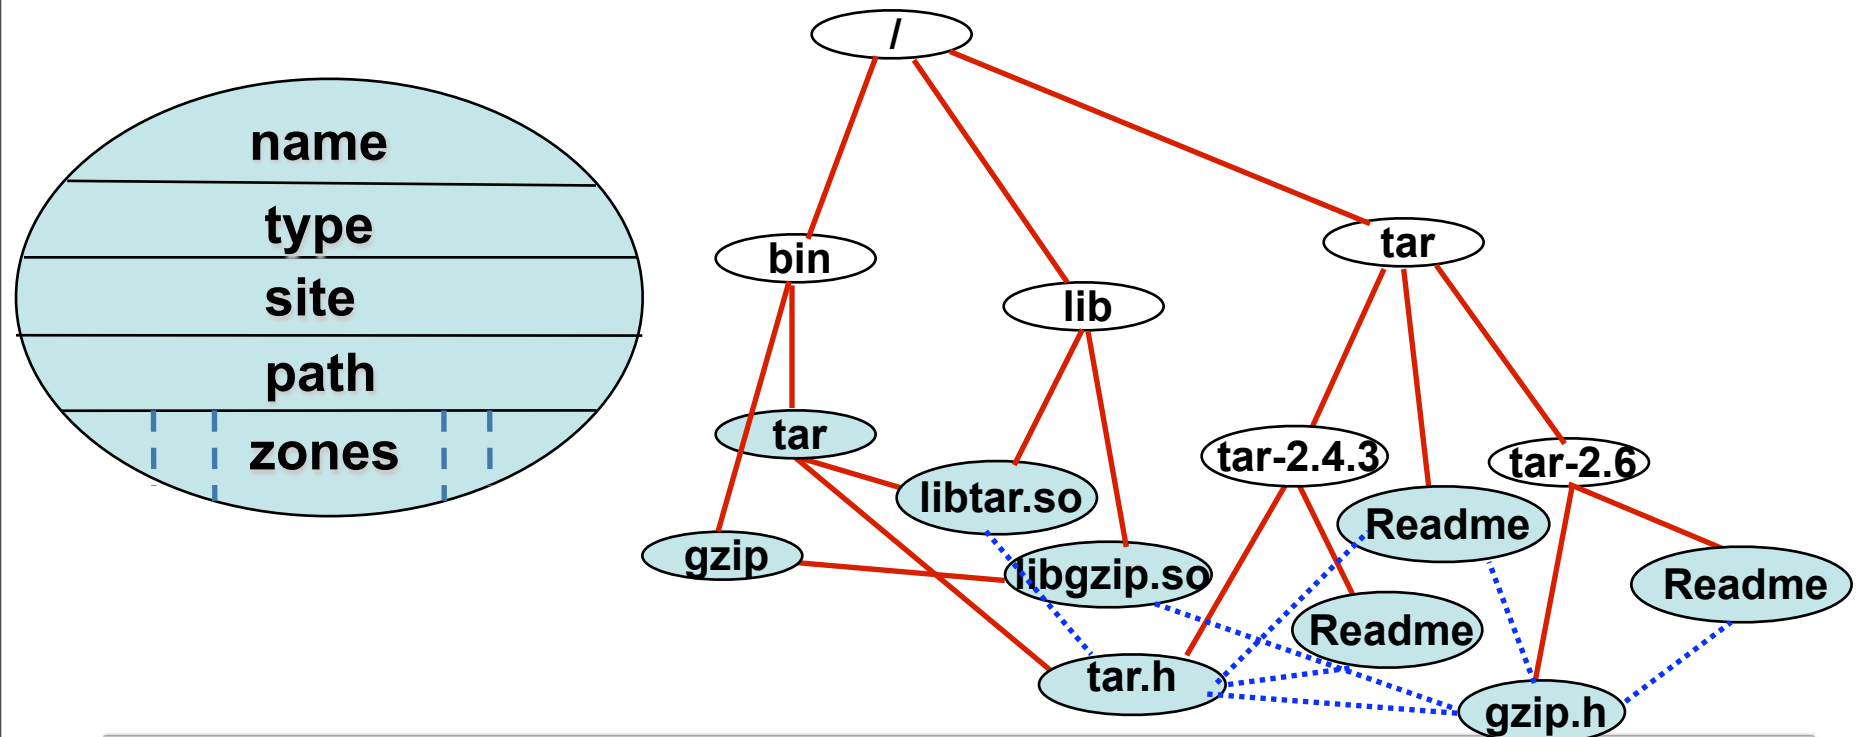 name
type
site
path
zones
/
bin
lib
tar
tar
gzip
libtar.so
libgzip.so
tar-2.4.3
Readme
tar-2.6
Readme
Readme
tar.h
gzip.h